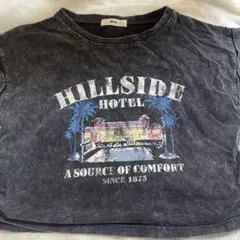 HILLSIDE
HOTEL
A SOURCE OF COMFORT
SINCE 1875